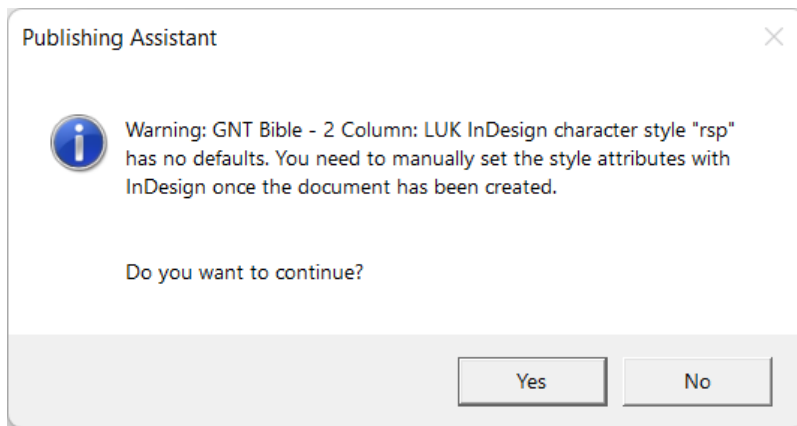 Publishing Assistant
Warning: GNT Bible - 2 Column: LUK InDesign character style "rsp"
has no defaults. You need to manually set the style attributes with
InDesign once the document has been created.
Do you want to continue?
Yes
No